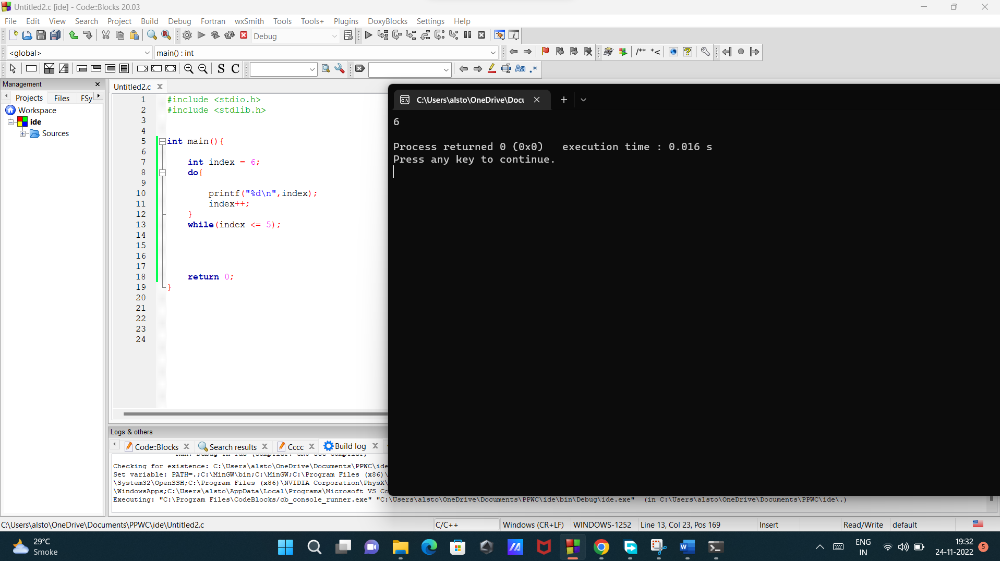 Untitled2.c [ide] - Code::Blocks 20.03
File Edit View Search Project Build Debug Fortran wxSmith Tools Tools+ Plugins DoxyBlocks Settings Help
Debug
<global> main() : int /** *<
S C Aa .*
Management
Projects Files FSy
Workspace
ide
Sources
Untitled2.c
1 #include <stdio.h>
2 #include <stdlib.h>
3
4
5 int main(){
6
7 int index = 6;
8 do{
9
10 printf("%d\n",index);
11 index++;
12 }
13 while(index <= 5);
14
15
16
17
18 return 0;
19 }
20
21
22
23
24
C:\Users\alsto\OneDrive\Docu
6
Process returned 0 (0x0) execution time : 0.016 s
Press any key to continue.
Logs & others
Code::Blocks Search results Cccc Build log
Checking for existence: C:\Users\alsto\OneDrive\Documents\PPWC\ide
Set variable: PATH=.;C:\MinGW\bin;C:\MinGW;C:\Program Files (x86)\
\System32\OpenSSH;C:\Program Files (x86)\NVIDIA Corporation\PhysX\
\WindowsApps;C:\Users\alsto\AppData\Local\Programs\Microsoft VS Co
Executing: "C:\Program Files\CodeBlocks/cb_console_runner.exe" "C:\Users\alsto\OneDrive\Documents\PPWC\ide\bin\Debug\ide.exe" (in C:\Users\alsto\OneDrive\Documents\PPWC\ide\.)
C:\Users\alsto\OneDrive\Documents\PPWC\ide\Untitled2.c C/C++ Windows (CR+LF) WINDOWS-1252 Line 13, Col 23, Pos 169 Insert Read/Write default
29°C
Smoke
ENG
IN
19:32
24-11-2022
5